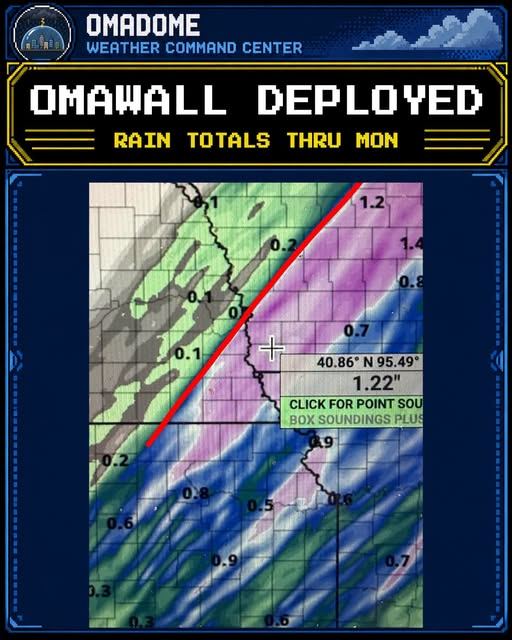 OMADOME
WEATHER COMMAND CENTER
OMAWALL DEPLOYED
RAIN TOTALS THRU MON
0.1
1.2
0.2
1.4
0.8
0.1
0.7
0.1
40.86° N 95.49°
1.22"
CLICK FOR POINT SOU
BOX SOUNDINGS PLUS
0.9
0.2
0.8
0.5
0.6
0.6
0.9
0.7
0.3
0.3
0.6